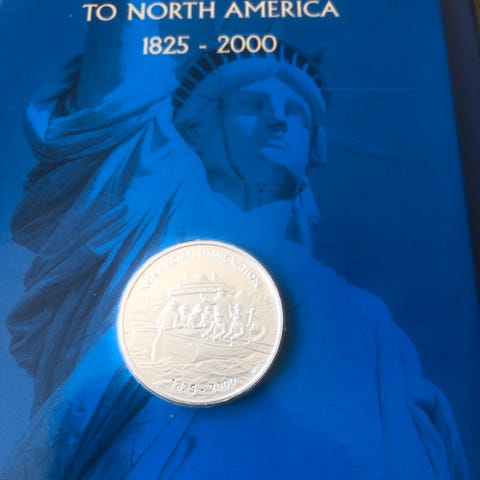 TO NORTH AMERICA
1825 - 2000
NORWEGIAN IMMIGRATION
1825 - 2000